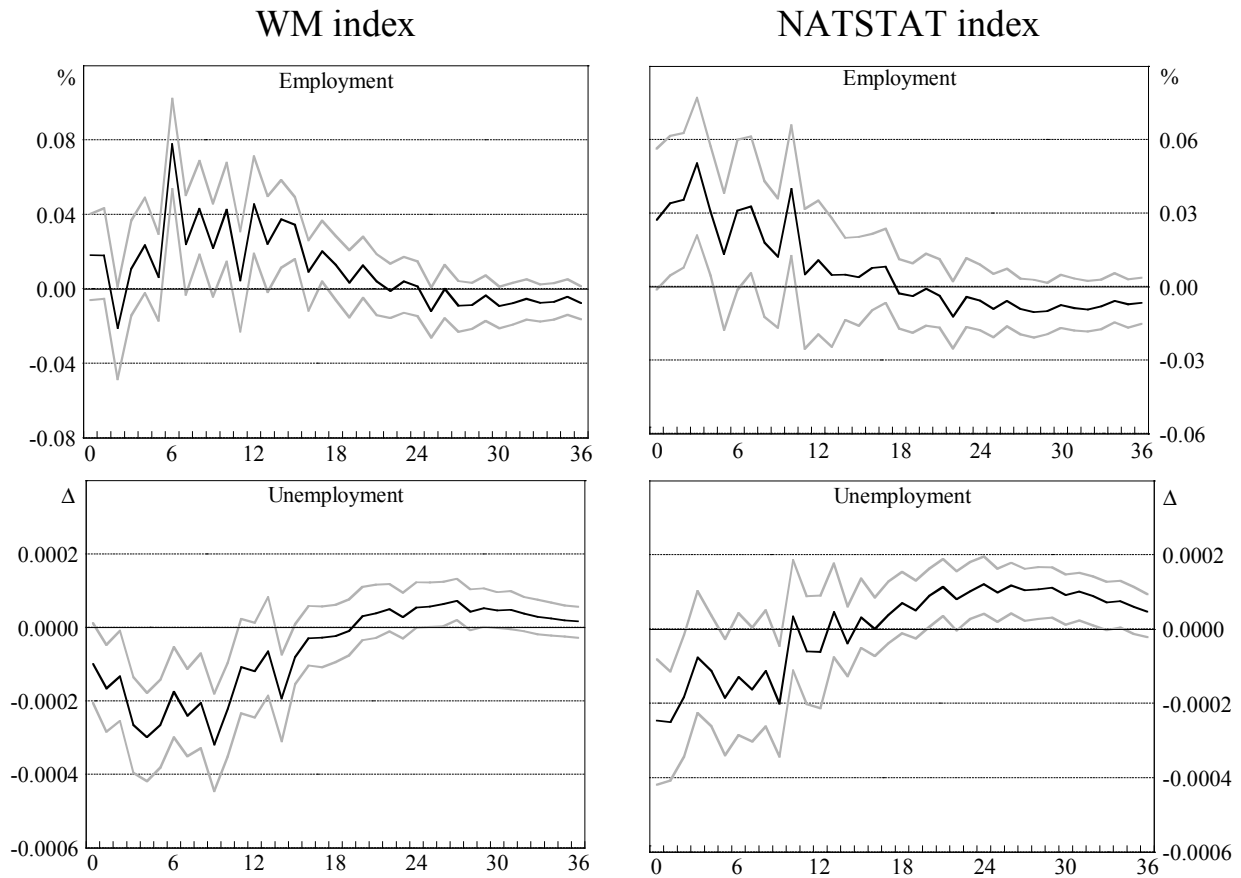 WM index NATSTAT index
% Employment
0.08
0.04
0.00
-0.04
-0.08
0 6 12 18 24 30 36
Employment %
0.06
0.03
0.00
-0.03
-0.06
0 6 12 18 24 30 36
Δ Unemployment
0.0002
0.0000
-0.0002
-0.0004
-0.0006
0 6 12 18 24 30 36
Unemployment Δ
0.0002
0.0000
-0.0002
-0.0004
-0.0006
0 6 12 18 24 30 36